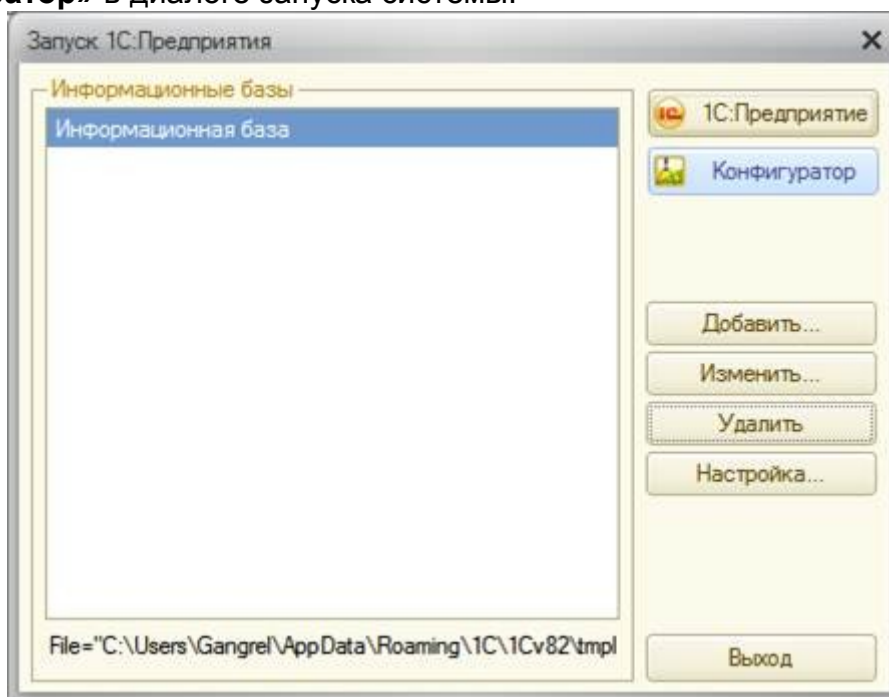 атор» в диалоге запуска системы.
Запуск 1С:Предприятия
Информационные базы
Информационная база
1С:Предприятие
Конфигуратор
Добавить...
Изменить...
Удалить
Настройка...
File="C:\Users\Gangrel\AppData\Roaming\1C\1Cv82\tmpl
Выход